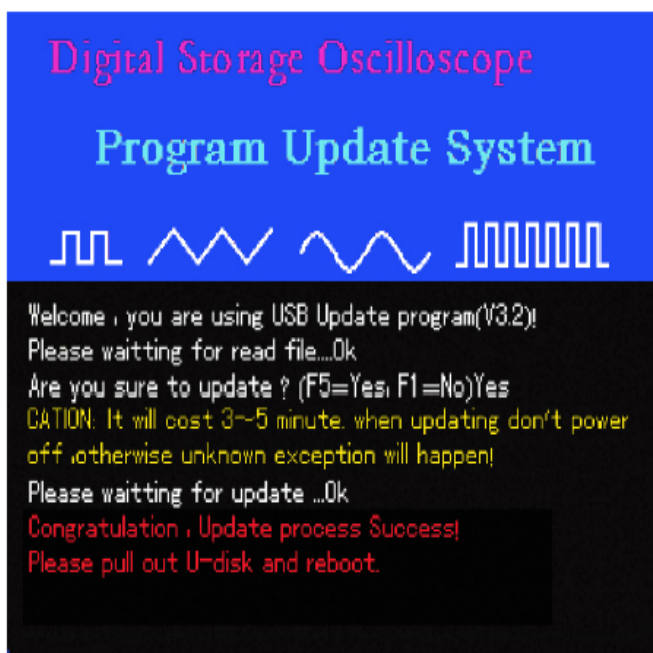 Digital Storage Oscilloscope
Program Update System
Welcome , you are using USB Update program(V3.2)!
Please waitting for read file....Ok
Are you sure to update ? (F5=Yes, F1=No)Yes
CATION: It will cost 3--5 minute. when updating don't power
off ,otherwise unknown exception will happen!
Please waitting for update ...Ok
Congratulation , Update process Success!
Please pull out U-disk and reboot.